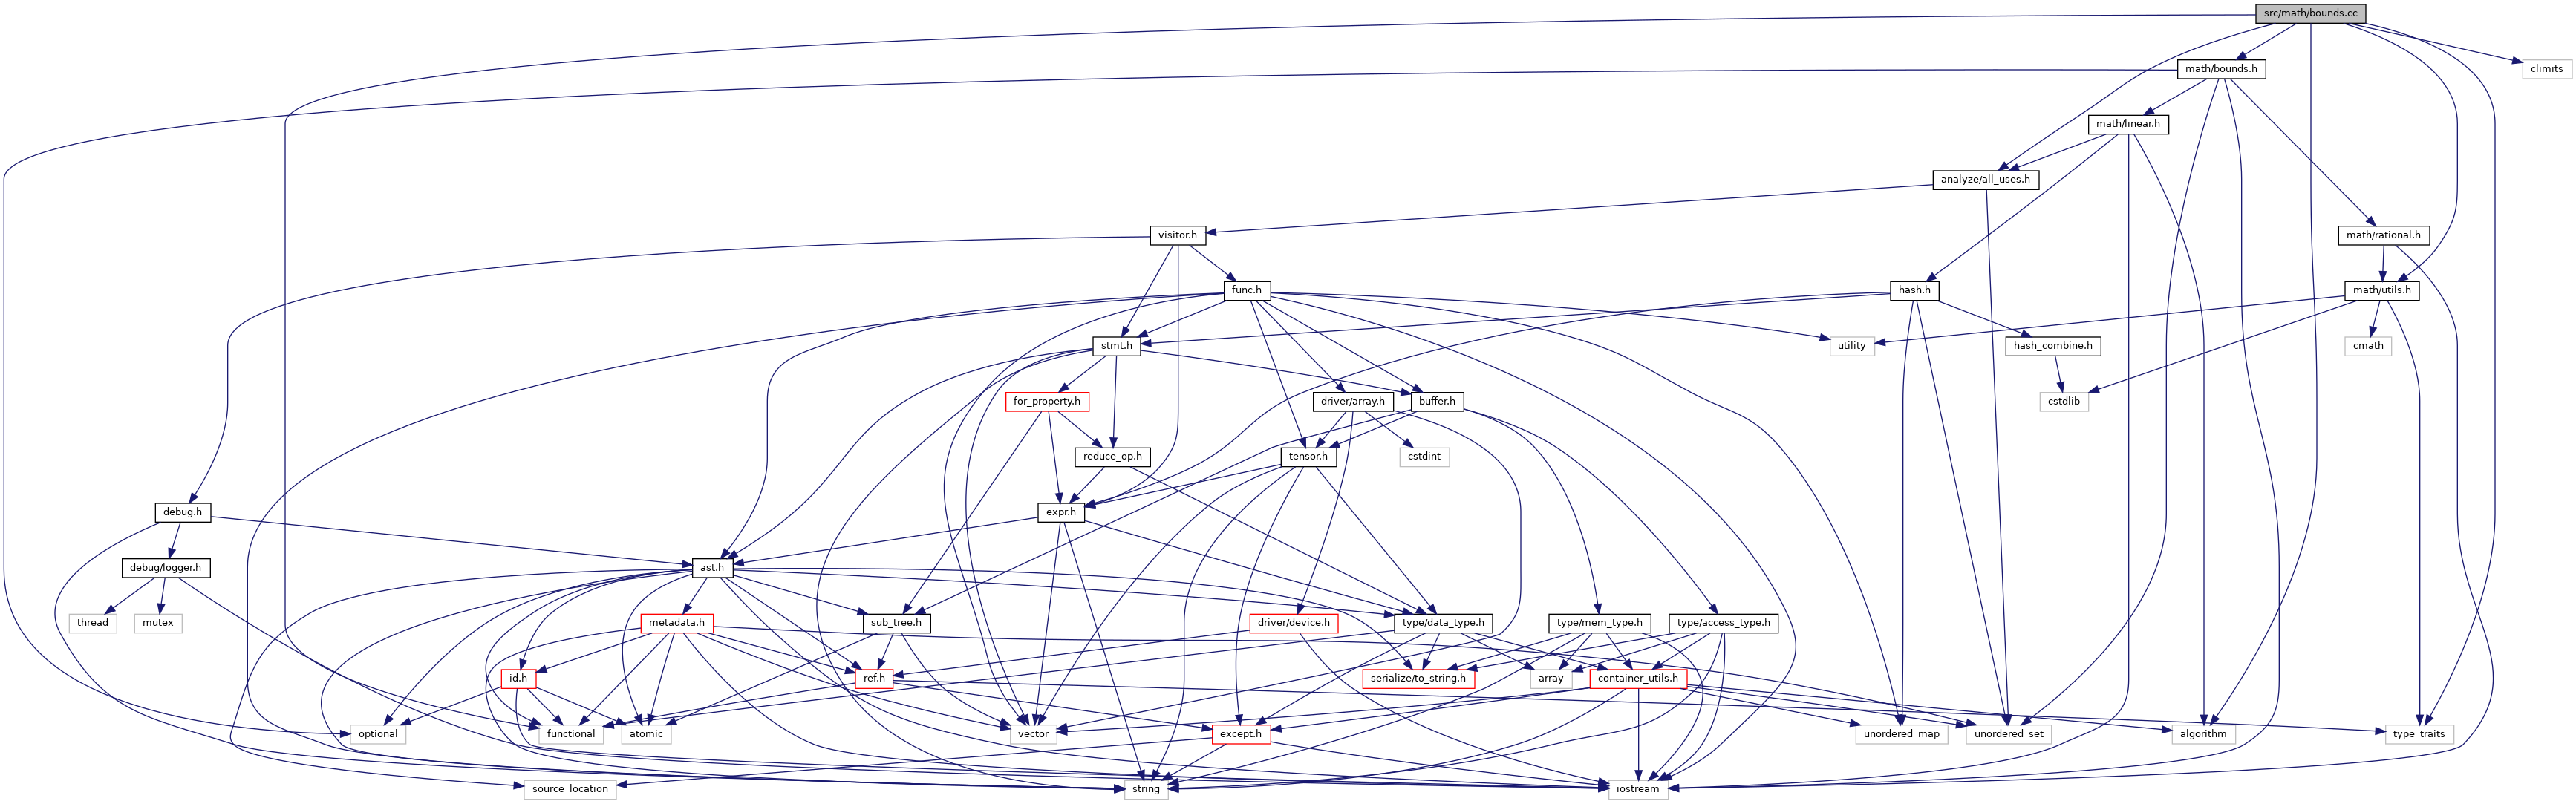 src/math/bounds.cc
math/bounds.h
climits
math/linear.h
analyze/all_uses.h
visitor.h
math/rational.h
func.h
hash.h
math/utils.h
stmt.h
utility
hash_combine.h
cmath
for_property.h
driver/array.h
buffer.h
cstdlib
reduce_op.h
tensor.h
cstdint
debug.h
expr.h
debug/logger.h
ast.h
thread
mutex
metadata.h
sub_tree.h
driver/device.h
type/data_type.h
type/mem_type.h
type/access_type.h
id.h
ref.h
serialize/to_string.h
array
container_utils.h
optional
functional
atomic
vector
except.h
unordered_map
unordered_set
algorithm
type_traits
source_location
string
iostream